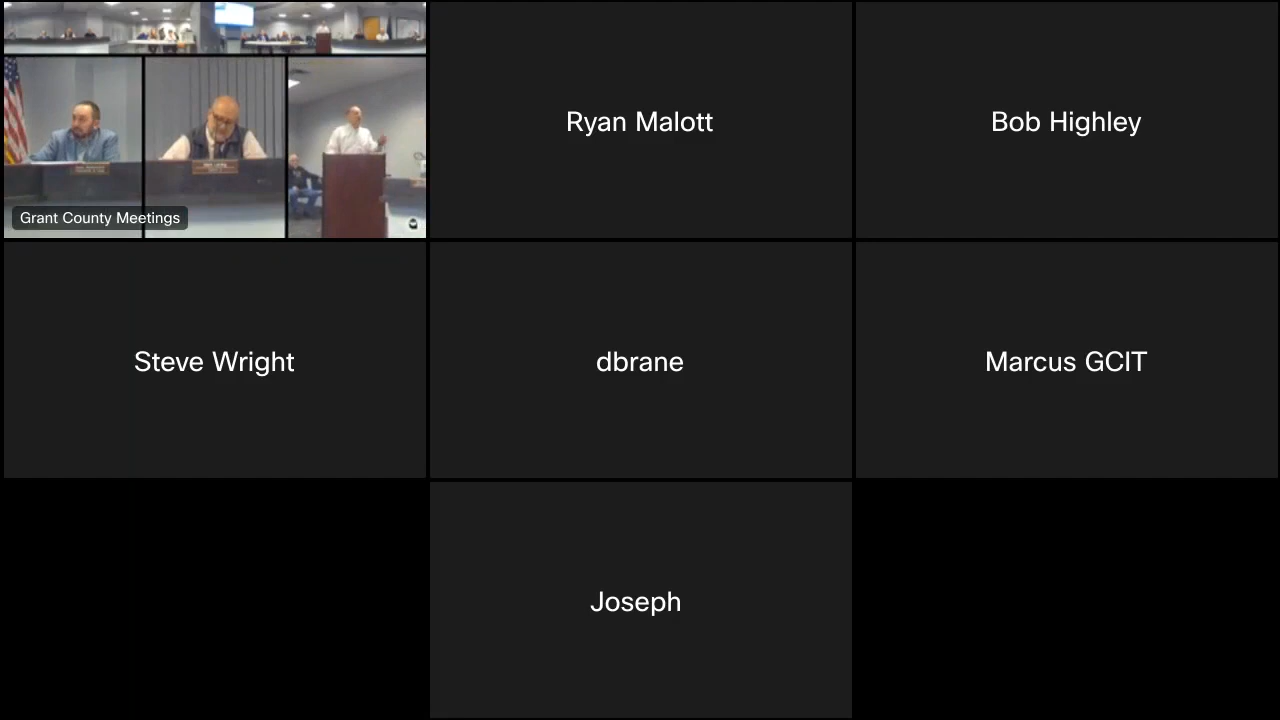 Ryan Malott
Bob Highley
Grant County Meetings
Steve Wright
dbrane
Marcus GCIT
Joseph